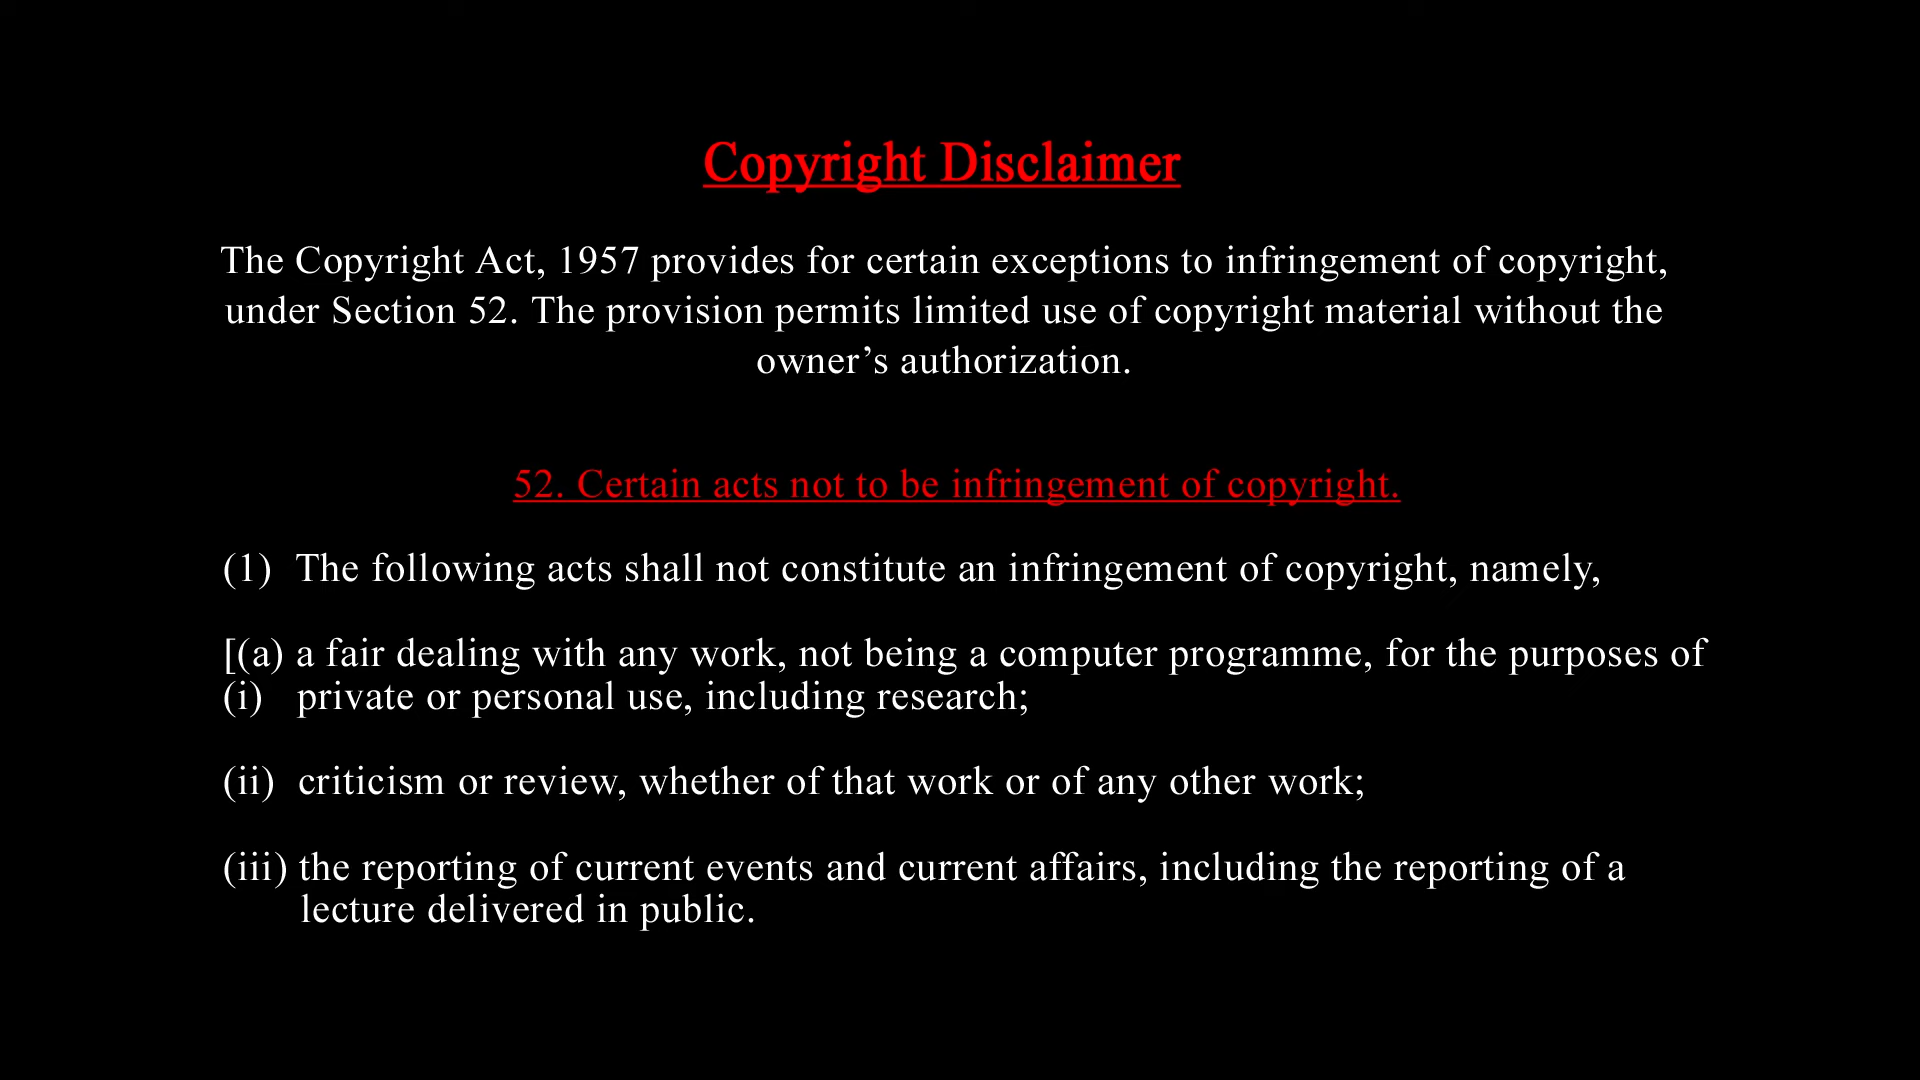 Copyright Disclaimer
The Copyright Act, 1957 provides for certain exceptions to infringement of copyright,
under Section 52. The provision permits limited use of copyright material without the
owner’s authorization.
52. Certain acts not to be infringement of copyright.
(1) The following acts shall not constitute an infringement of copyright, namely,
[(a) a fair dealing with any work, not being a computer programme, for the purposes of
(i) private or personal use, including research;
(ii) criticism or review, whether of that work or of any other work;
(iii) the reporting of current events and current affairs, including the reporting of a
lecture delivered in public.